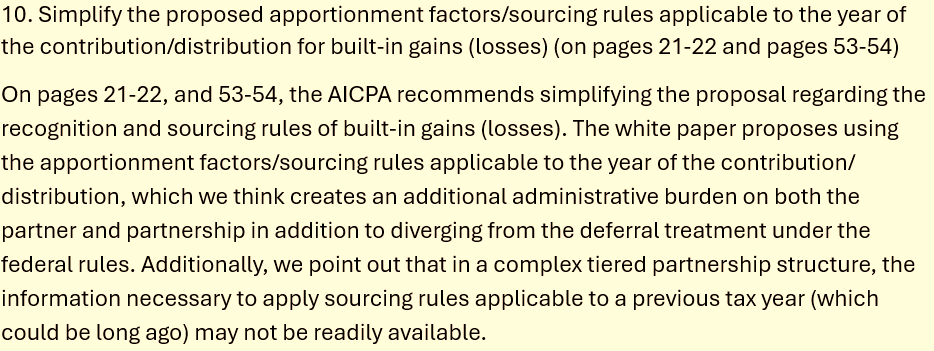 10. Simplify the proposed apportionment factors/sourcing rules applicable to the year of
the contribution/distribution for built-in gains (losses) (on pages 21-22 and pages 53-54)
On pages 21-22, and 53-54, the AICPA recommends simplifying the proposal regarding the
recognition and sourcing rules of built-in gains (losses). The white paper proposes using
the apportionment factors/sourcing rules applicable to the year of the contribution/
distribution, which we think creates an additional administrative burden on both the
partner and partnership in addition to diverging from the deferral treatment under the
federal rules. Additionally, we point out that in a complex tiered partnership structure, the
information necessary to apply sourcing rules applicable to a previous tax year (which
could be long ago) may not be readily available.